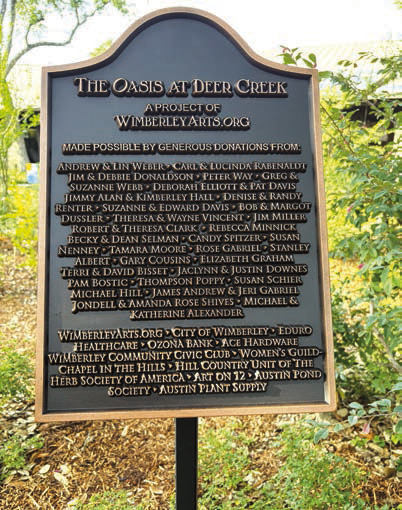 The Oasis at Deer Creek
A Project of
WimberleyArts.org
Made possible by generous donations from:
Andrew & Lin Weber • Carl & Lucinda Rabenaldt
Jim & Debbie Donaldson • Peter Way • Greg &
Suzanne Webb • Deborah Elliott & Pat Davis
Jimmy Alan & Kimberly Hall • Denise & Randy
Renter • Suzanne & Edward Davis • Bob & Margot
Dussler • Theresa & Wayne Vincent • Jim Miller
Robert & Theresa Clark • Rebecca Minnick
Becky & Dean Selman • Candy Spitzer • Susan
Nenney • Tamara Moore • Rose Gabriel • Stanley
Albert • Gary Cousins • Elizabeth Graham
Terri & David Bisset • Jaclynn & Justin Downes
Pam Bostic • Thompson Poppy • Susan Schier
Michael Hill • James Andrew & Jeri Gabriel
Jondell & Amanda Rose Shives • Michael &
Katherine Alexander
WimberleyArts.org • City of Wimberley • Eduro
Healthcare • Ozona Bank • Ace Hardware
Wimberley Community Civic Club • Women's Guild-
Chapel in the Hills • Hill Country Unit of The
Herb Society of America • Art on 12 • Austin Pond
Society • Austin Plant Supply